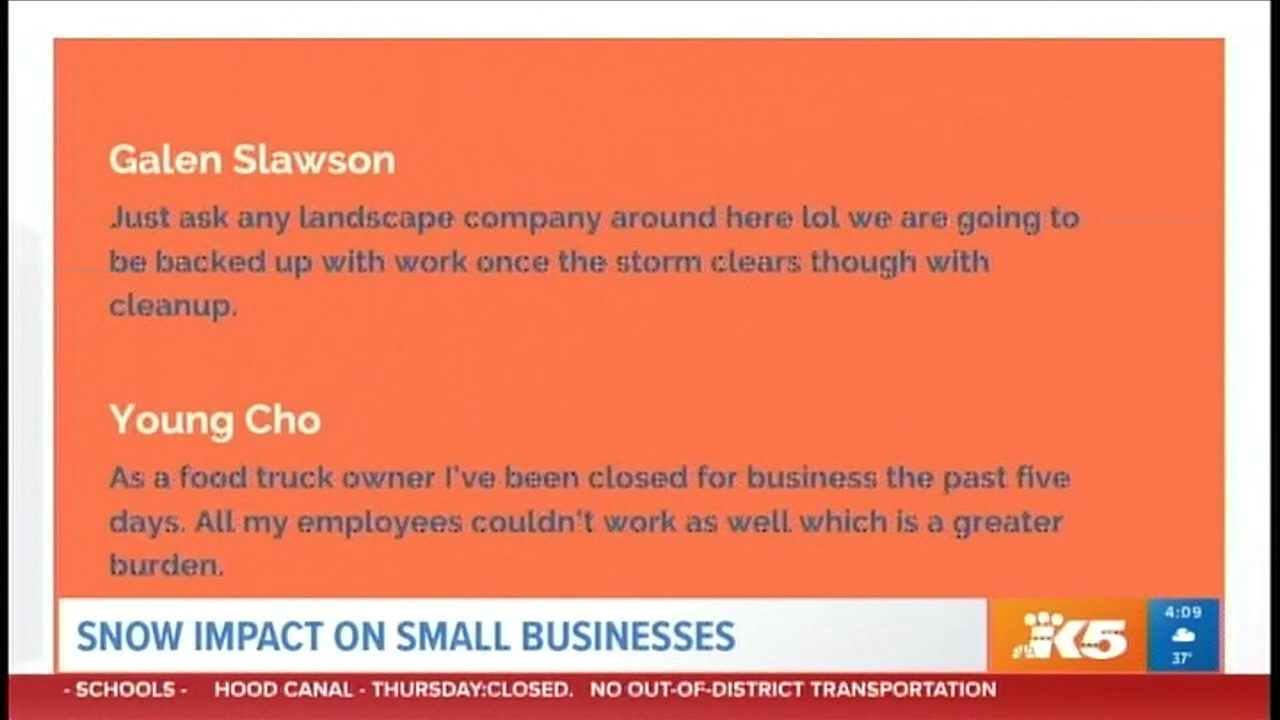 Galen Slawson
Just ask any landscape company around here lol we are going to
be backed up with work once the storm clears though with
cleanup.
Young Cho
As a food truck owner I've been closed for business the past five
days. All my employees couldn't work as well which is a greater
burden.
SNOW IMPACT ON SMALL BUSINESSES
K5
4:09
37°
- SCHOOLS - HOOD CANAL - THURSDAY:CLOSED. NO OUT-OF-DISTRICT TRANSPORTATION